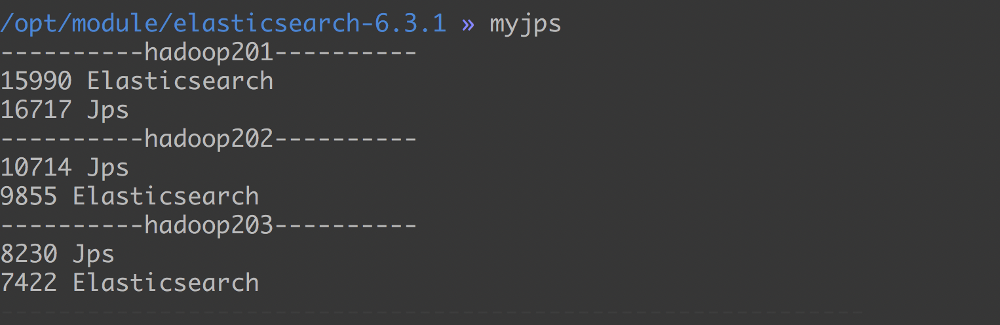 /opt/module/elasticsearch-6.3.1 » myjps
----------hadoop201----------
15990 Elasticsearch
16717 Jps
----------hadoop202----------
10714 Jps
9855 Elasticsearch
----------hadoop203----------
8230 Jps
7422 Elasticsearch
------------------------------------------------------------